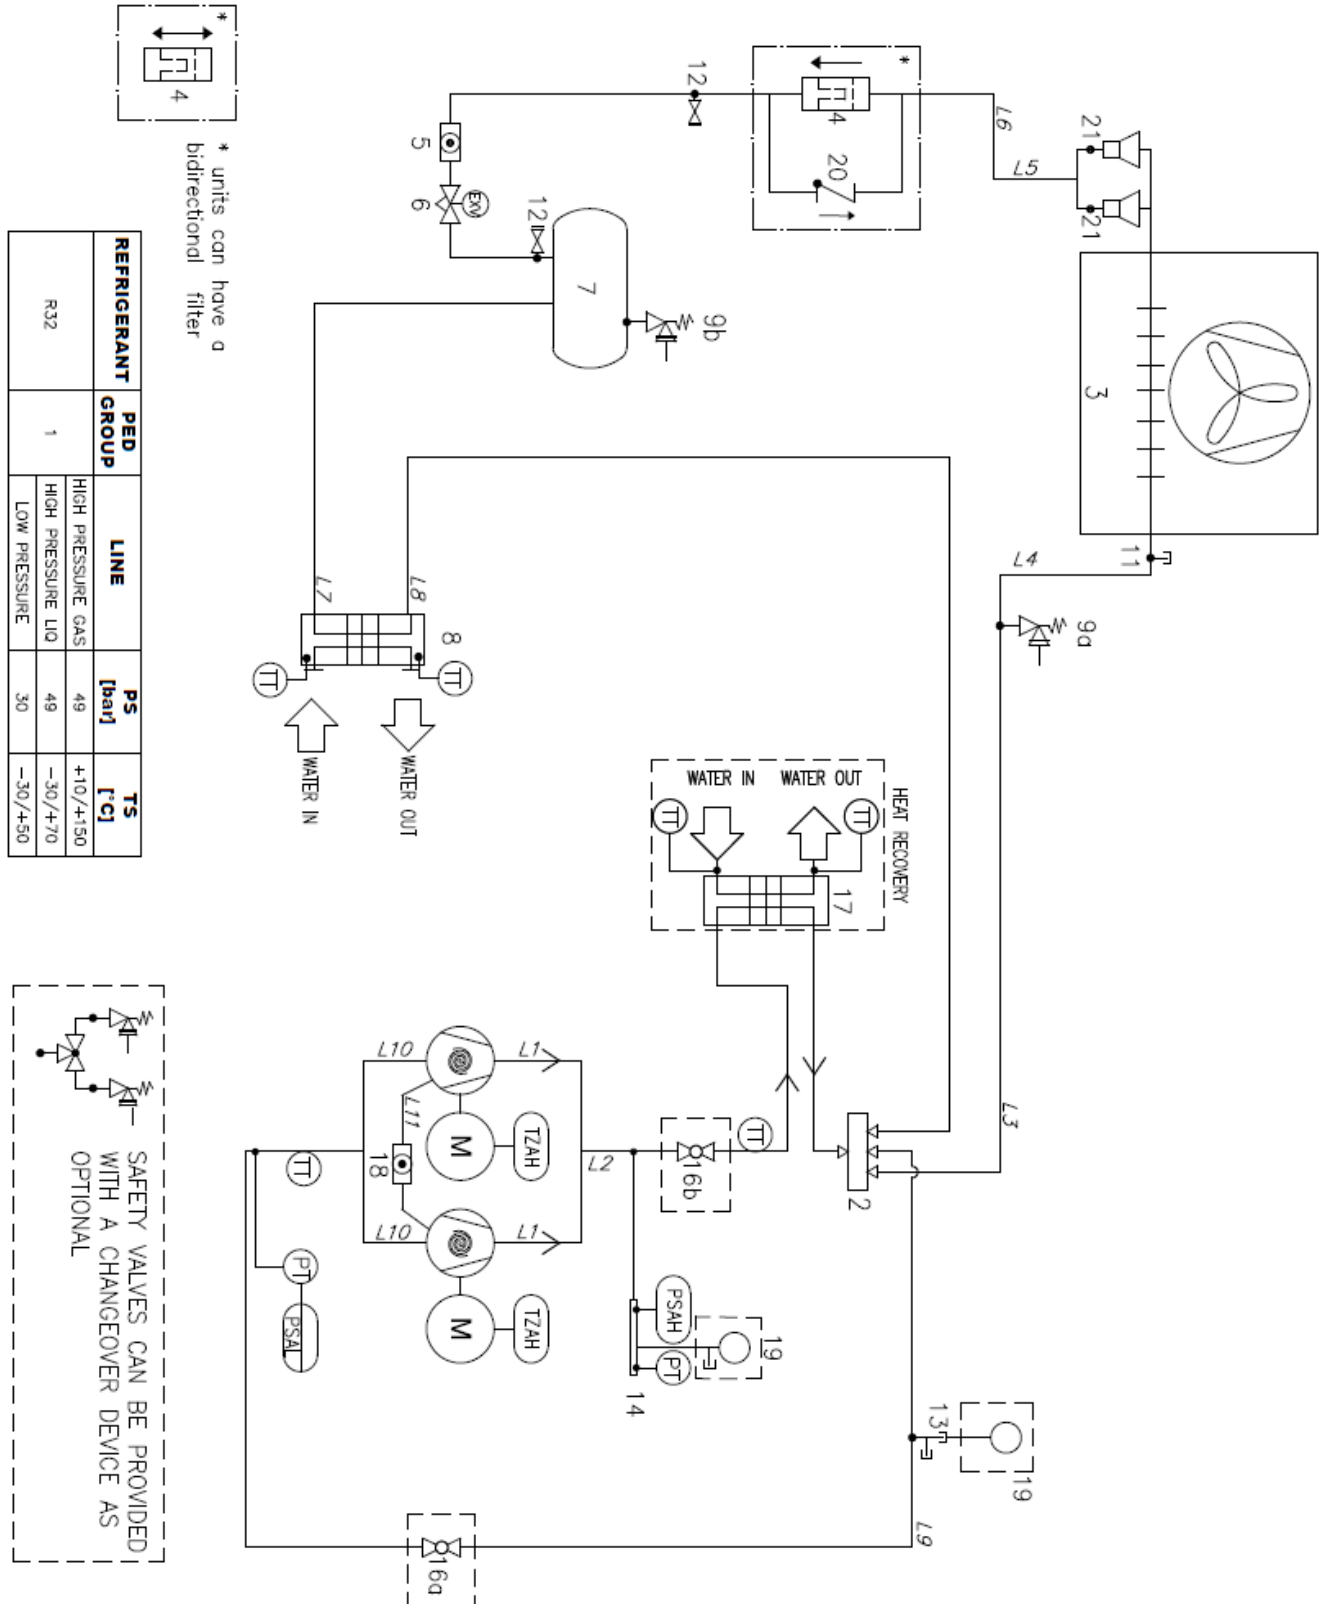 *
4
* units can have a
bidirectional filter
12
*
4
20
L6
L5
21
21
5
6
EXV
12
7
9b
3
11
L4
9a
L3
L7
L8
8
TT
TT
WATER IN
WATER OUT
HEAT RECOVERY
WATER IN
WATER OUT
TT
TT
17
2
TT
16b
L2
L1
L1
L10
L10
L11
18
M
M
TZAH
TZAH
TT
PT
PSAL
PSAH
PT
14
19
13
19
L9
16a
REFRIGERANT PED GROUP LINE PS [bar] TS [°C]
R32 1 HIGH PRESSURE GAS 49 +10/+150
HIGH PRESSURE LIQ 49 -30/+70
LOW PRESSURE 30 -30/+50
SAFETY VALVES CAN BE PROVIDED
WITH A CHANGEOVER DEVICE AS
OPTIONAL